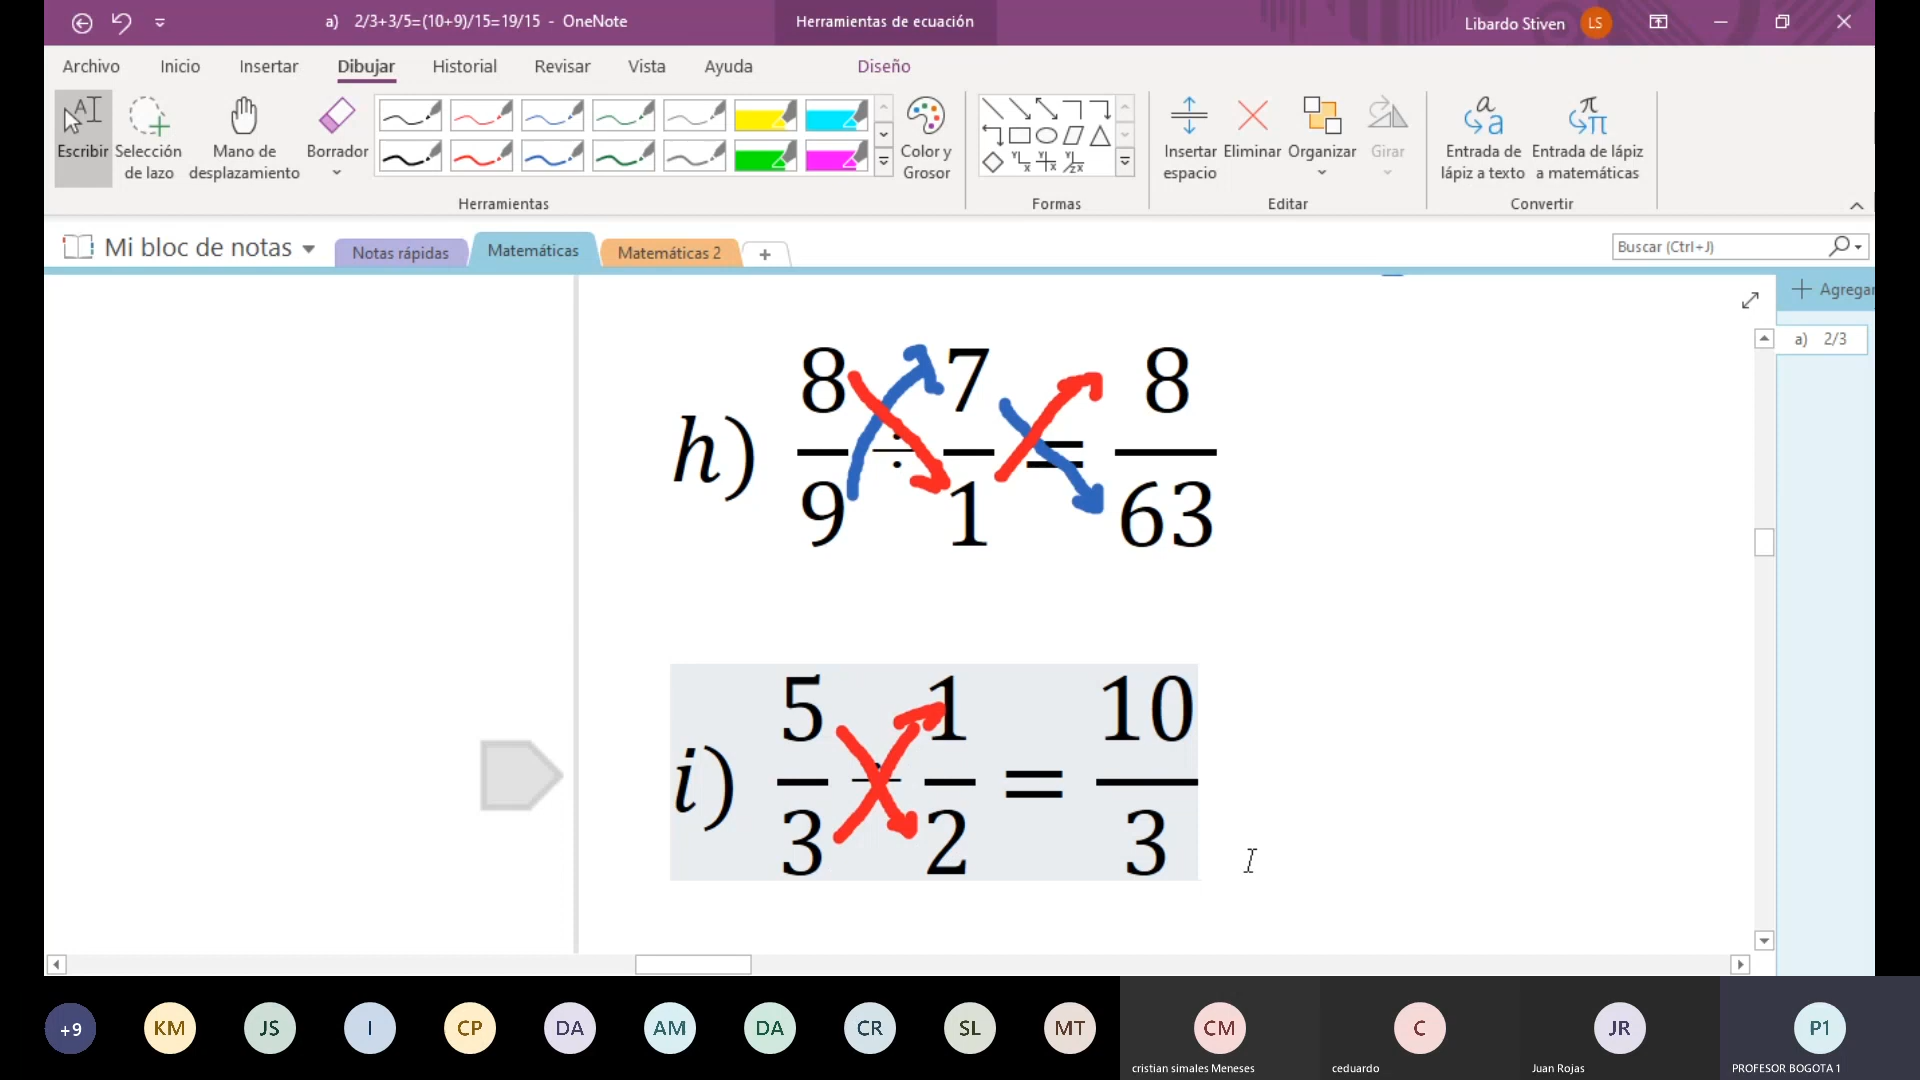 a) 2/3+3/5=(10+9)/15=19/15 - OneNote
Herramientas de ecuación
Libardo Stiven LS
Archivo Inicio Insertar Dibujar Historial Revisar Vista Ayuda Diseño
Escribir
Selección de lazo
Mano de desplazamiento
Borrador
Color y Grosor
Insertar espacio
Eliminar
Organizar
Girar
Entrada de lápiz a texto
Entrada de lápiz a matemáticas
Herramientas Formas Editar Convertir
Mi bloc de notas
Notas rápidas Matemáticas Matemáticas 2 +
Buscar (Ctrl+J)
Agregar
a) 2/3
h) 8/9 ÷ 7/1 = 8/63
i) 5/3 ÷ 1/2 = 10/3
+9 KM JS I CP DA AM DA CR SL MT CM C JR P1
cristian simales Meneses ceduardo Juan Rojas PROFESOR BOGOTA 1